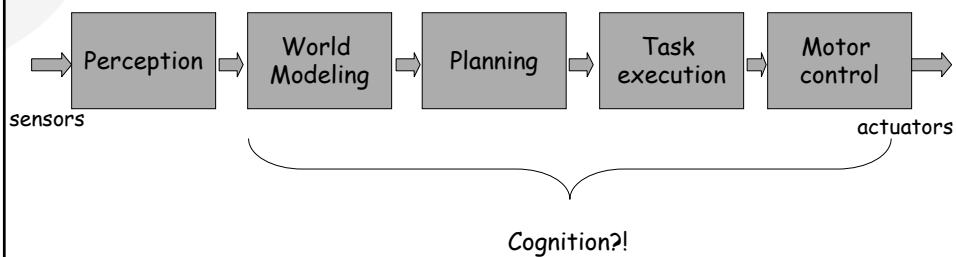 Perception
World
Modeling
Planning
Task
execution
Motor
control
sensors
actuators
Cognition?!